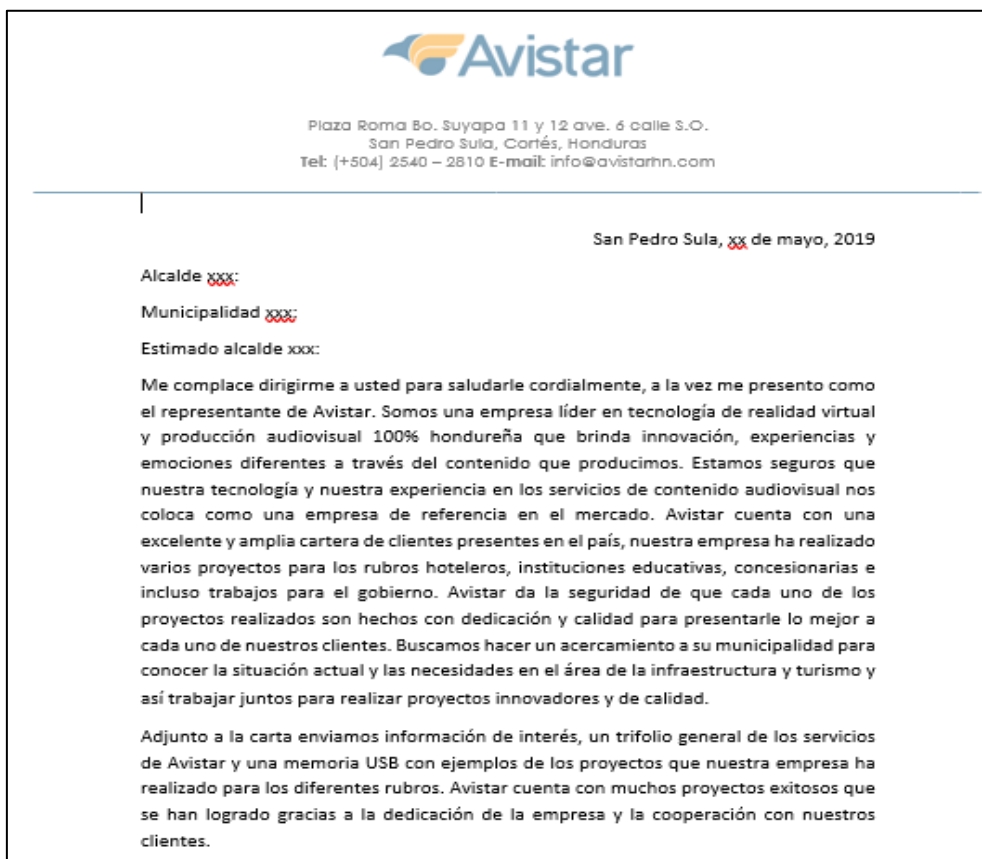 Avistar
Plaza Roma Bo. Suyapa 11 y 12 ave. 6 calle S.O.
San Pedro Sula, Cortés, Honduras
Tel: (+504) 2540 – 2810 E-mail: info@avistarhn.com
San Pedro Sula, xx de mayo, 2019
Alcalde xxx:
Municipalidad xxx:
Estimado alcalde xxx:
Me complace dirigirme a usted para saludarle cordialmente, a la vez me presento como
el representante de Avistar. Somos una empresa líder en tecnología de realidad virtual
y producción audiovisual 100% hondureña que brinda innovación, experiencias y
emociones diferentes a través del contenido que producimos. Estamos seguros que
nuestra tecnología y nuestra experiencia en los servicios de contenido audiovisual nos
coloca como una empresa de referencia en el mercado. Avistar cuenta con una
excelente y amplia cartera de clientes presentes en el país, nuestra empresa ha realizado
varios proyectos para los rubros hoteleros, instituciones educativas, concesionarias e
incluso trabajos para el gobierno. Avistar da la seguridad de que cada uno de los
proyectos realizados son hechos con dedicación y calidad para presentarle lo mejor a
cada uno de nuestros clientes. Buscamos hacer un acercamiento a su municipalidad para
conocer la situación actual y las necesidades en el área de la infraestructura y turismo y
así trabajar juntos para realizar proyectos innovadores y de calidad.
Adjunto a la carta enviamos información de interés, un trifolio general de los servicios
de Avistar y una memoria USB con ejemplos de los proyectos que nuestra empresa ha
realizado para los diferentes rubros. Avistar cuenta con muchos proyectos exitosos que
se han logrado gracias a la dedicación de la empresa y la cooperación con nuestros
clientes.